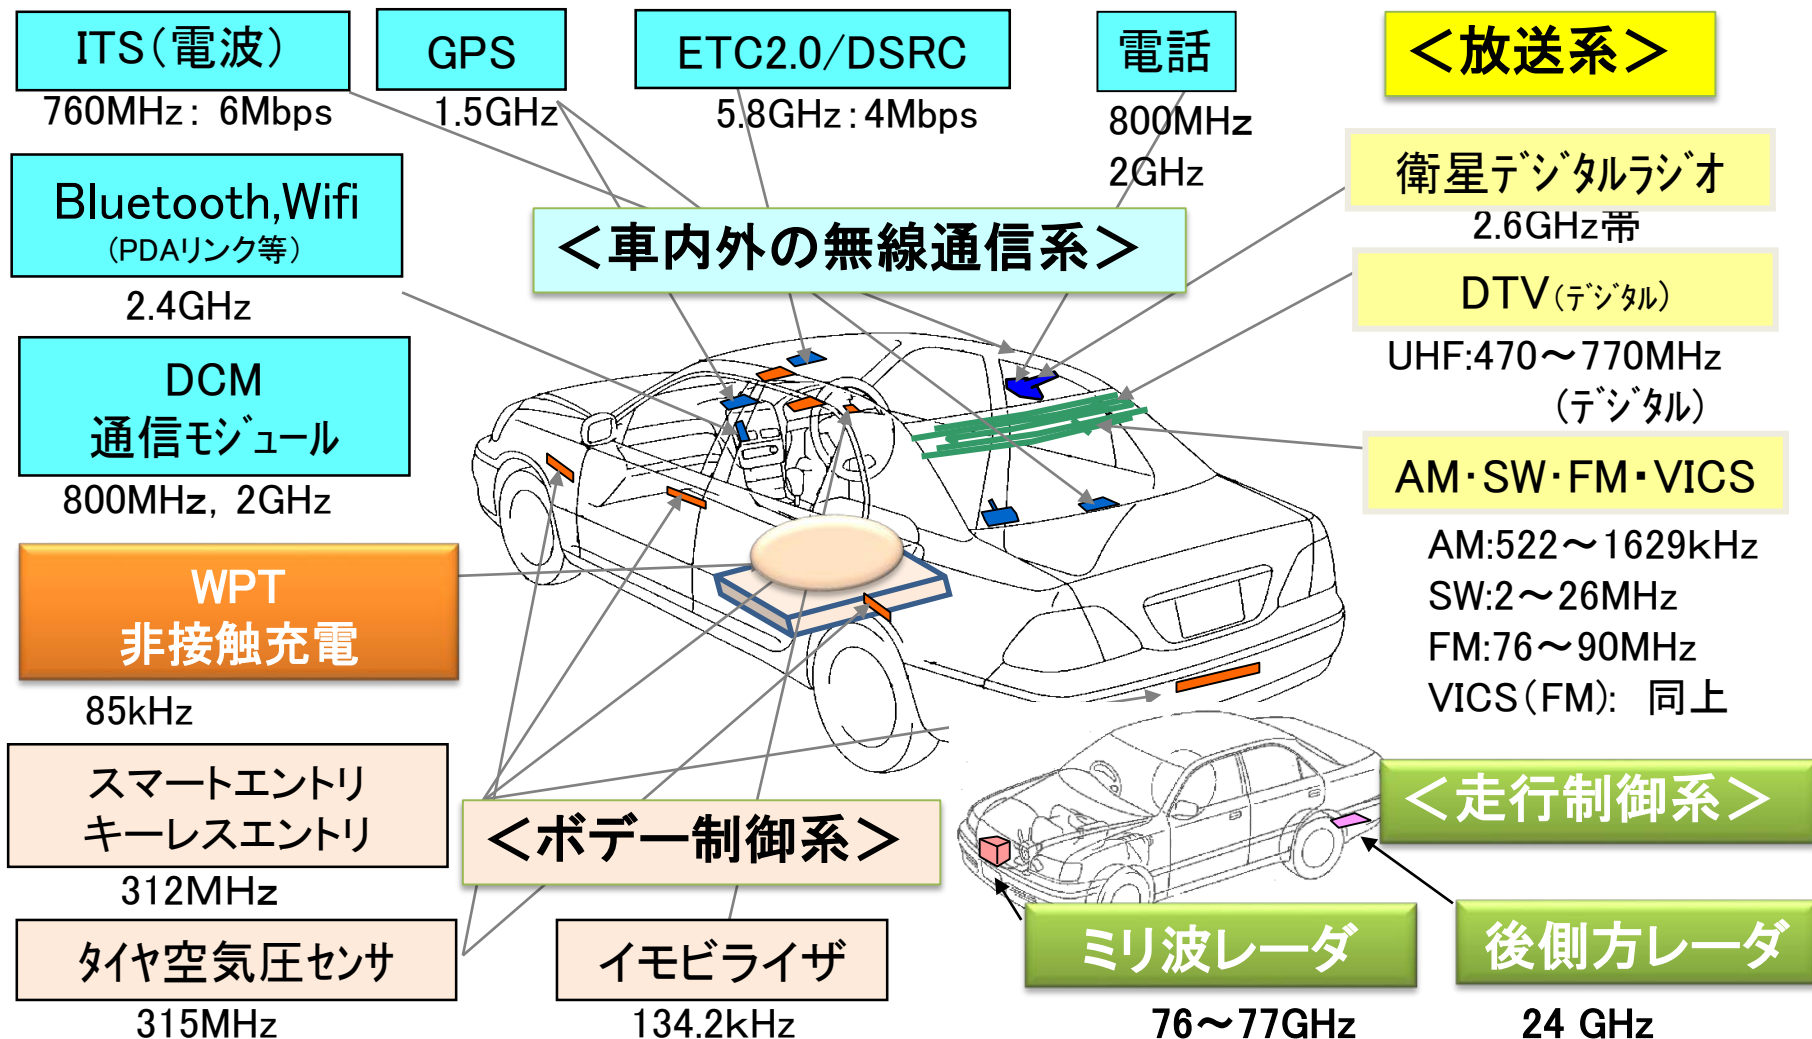 ITS(電波)
760MHz: 6Mbps
GPS
1.5GHz
ETC2.0/DSRC
5.8GHz:4Mbps
電話
800MHz
2GHz
＜放送系＞
衛星ﾃﾞｼﾞﾀﾙﾗｼﾞｵ
2.6GHz帯
DTV(ﾃﾞｼﾞﾀﾙ)
UHF:470～770MHz
(ﾃﾞｼﾞﾀﾙ)
AM･SW･FM･VICS
AM:522～1629kHz
SW:2～26MHz
FM:76～90MHz
VICS(FM): 同上
Bluetooth,Wifi
(PDAリンク等)
2.4GHz
＜車内外の無線通信系＞
DCM
通信ﾓｼﾞｭｰﾙ
800MHz, 2GHz
WPT
非接触充電
85kHz
スマートエントリ
キーレスエントリ
312MHz
＜ボデー制御系＞
ﾀｲﾔ空気圧ｾﾝｻ
315MHz
イモビライザ
134.2kHz
＜走行制御系＞
ミリ波レーダ
76～77GHz
後側方レーダ
24 GHz